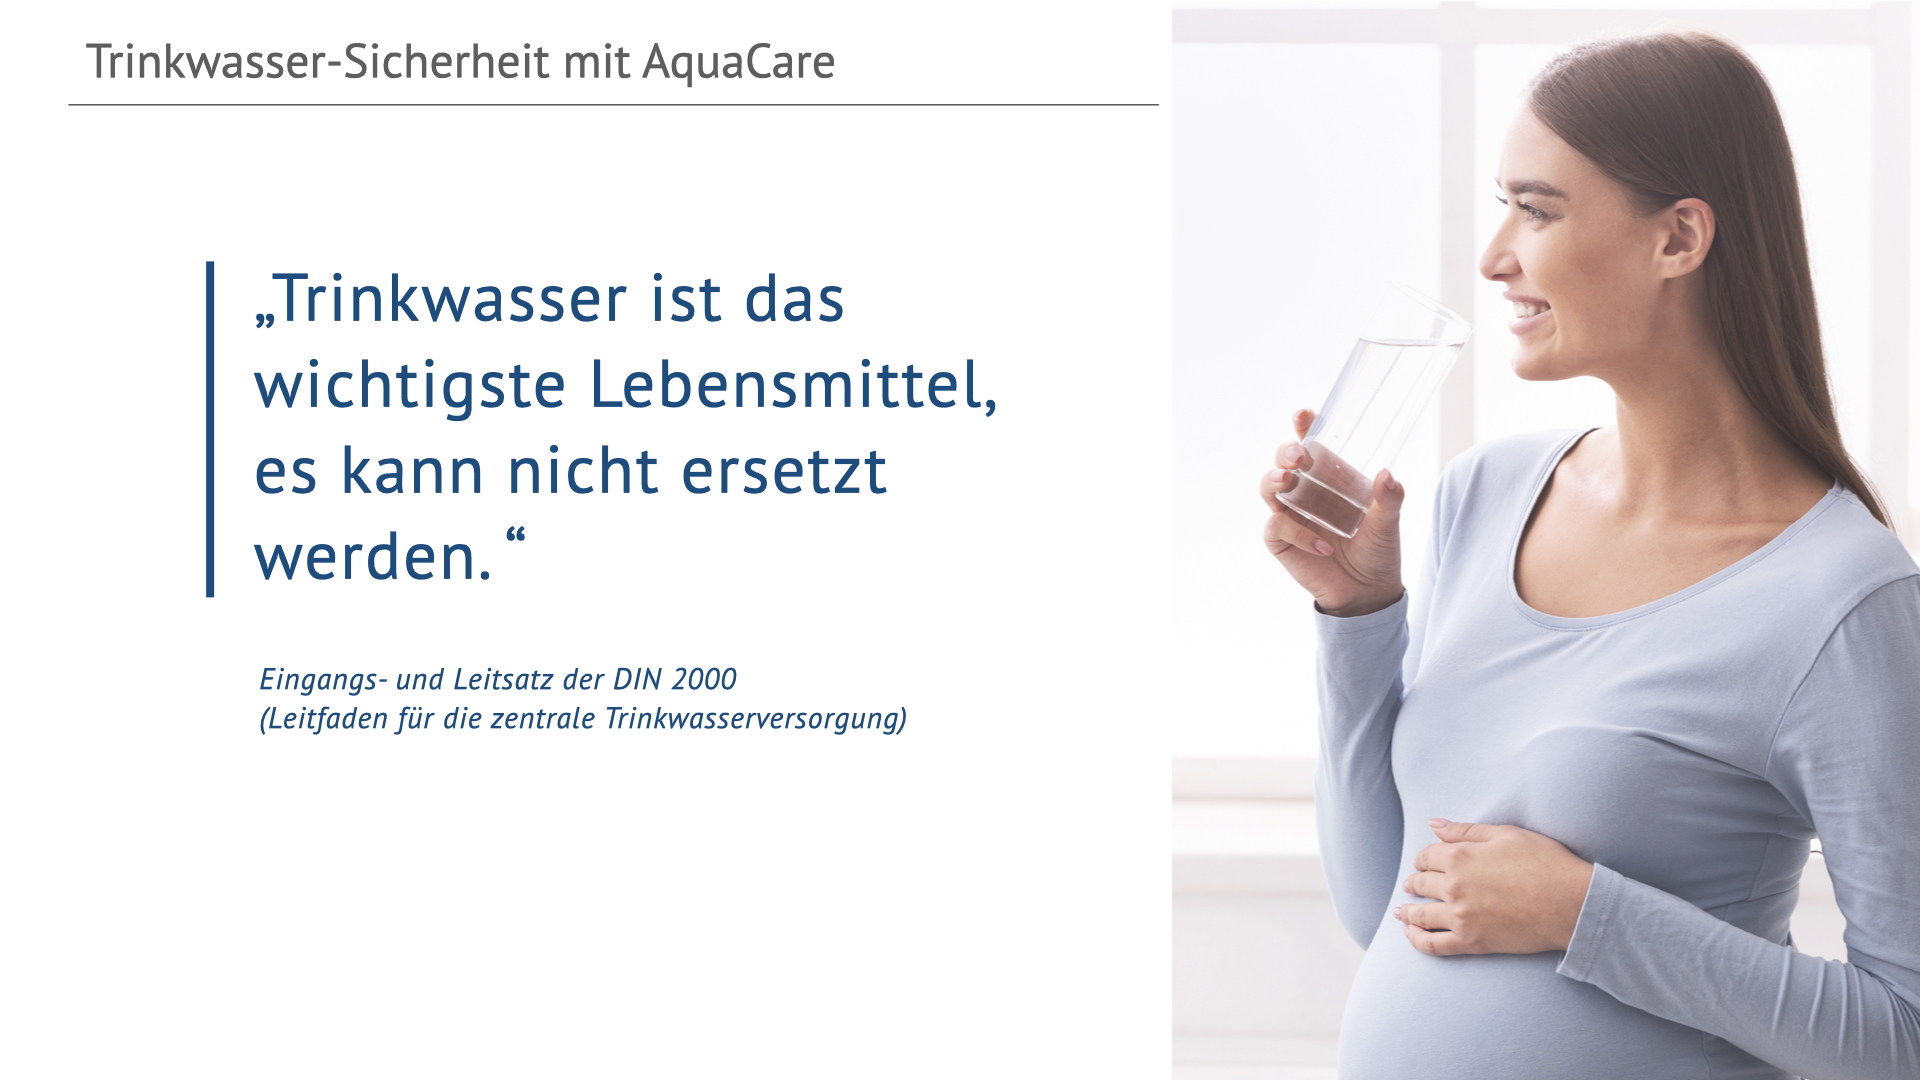 Trinkwasser-Sicherheit mit AquaCare
„Trinkwasser ist das
wichtigste Lebensmittel,
es kann nicht ersetzt
werden. “
Eingangs- und Leitsatz der DIN 2000
(Leitfaden für die zentrale Trinkwasserversorgung)